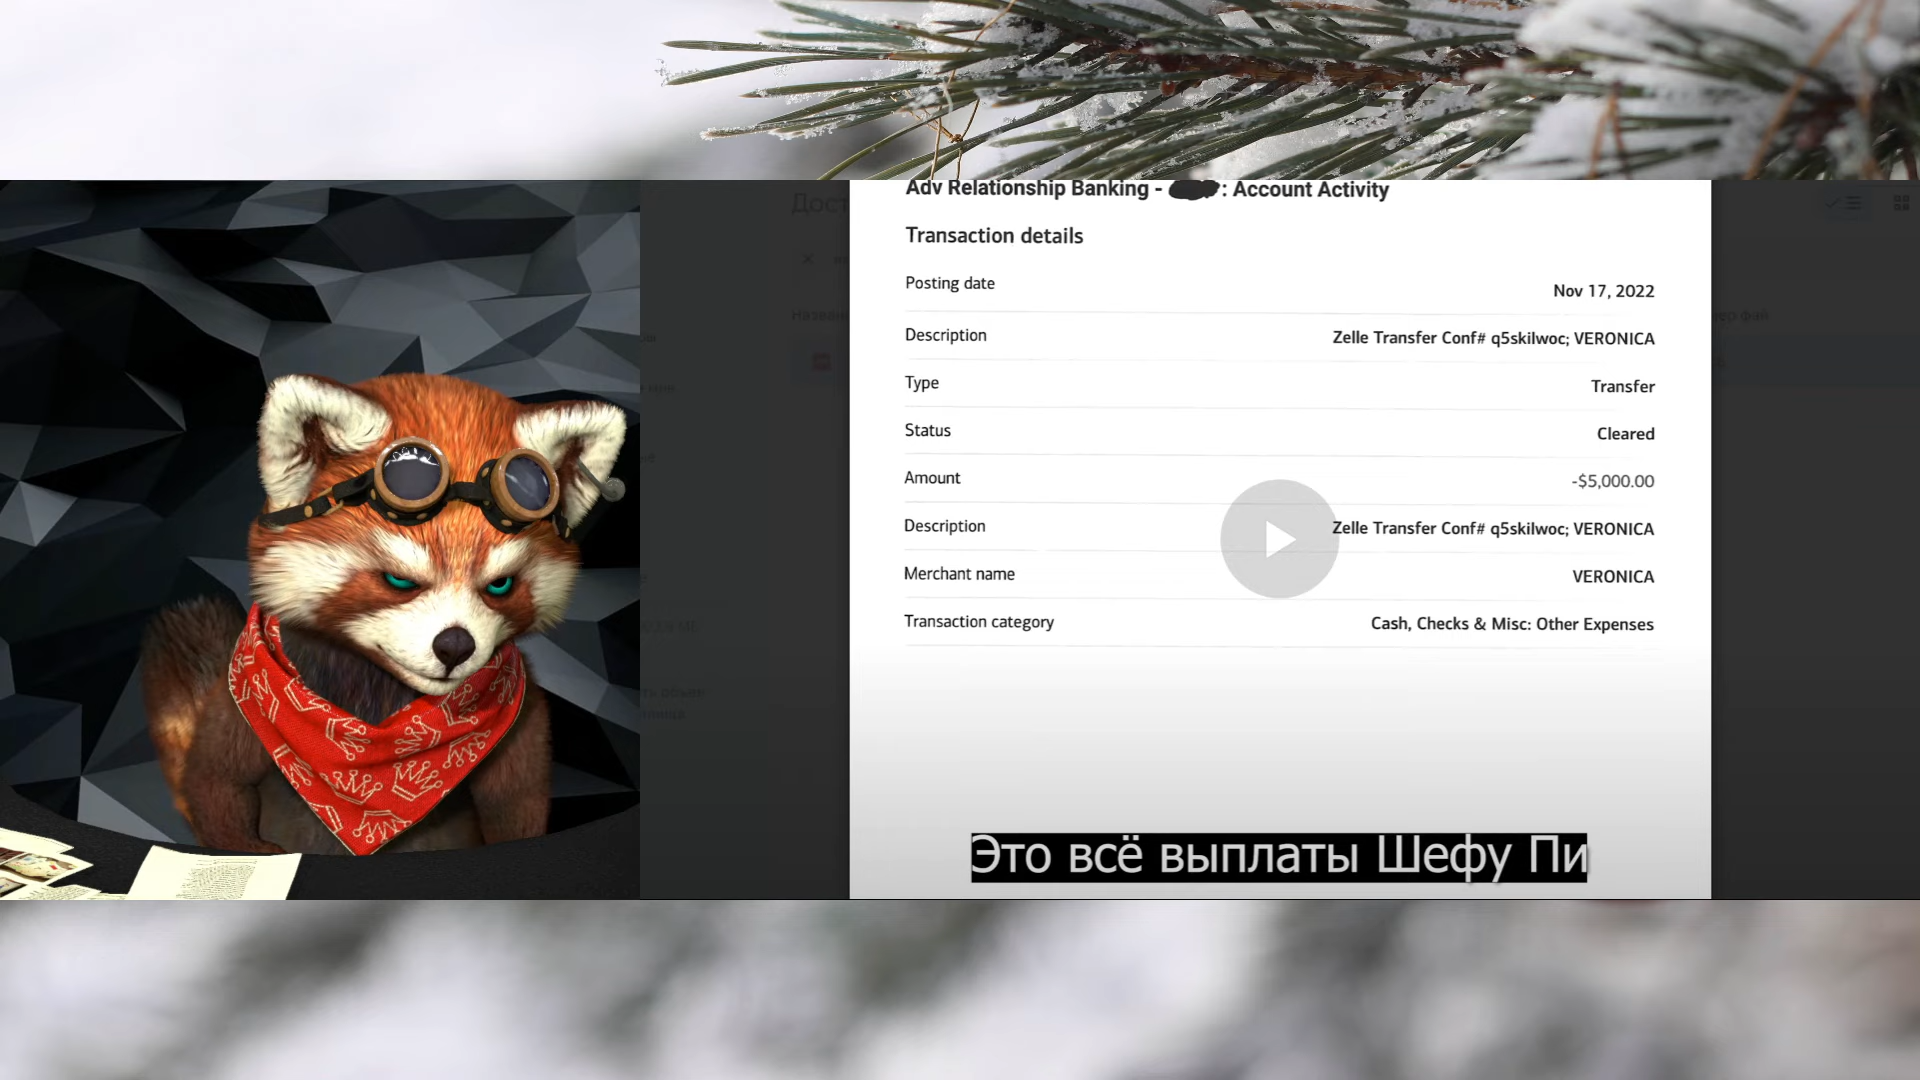 Adv Relationship Banking - : Account Activity
Transaction details
Posting date Nov 17, 2022
Description Zelle Transfer Conf# q5skilwoc; VERONICA
Type Transfer
Status Cleared
Amount -$5,000.00
Description Zelle Transfer Conf# q5skilwoc; VERONICA
Merchant name VERONICA
Transaction category Cash, Checks & Misc: Other Expenses
Это всё выплаты Шефу Пи